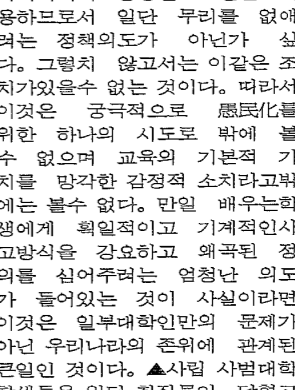 용하므로서 일단 무리를 없애
려는 정책의도가 아닌가 싶
다。그렇치 않고서는 이같은 조
치가있을수 없는 것이다。따라서
이것은 궁극적으로 愚民化를
위한 하나의 시도로 밖에 볼
수 없으며 교육의 기본적 가
치를 망각한 감정적 소치라고밖
에는 볼수 없다。만일 배우는학
생에게 획일적이고 기계적인사
고방식을 강요하고 왜곡된 정
의를 심어주려는 엄청난 의도
가 들어있는 것이 사실이라면
이것은 일부대학인만의 문제가
아닌 우리나라의 존위에 관계된
큰일인 것이다。▲사립 사범대학